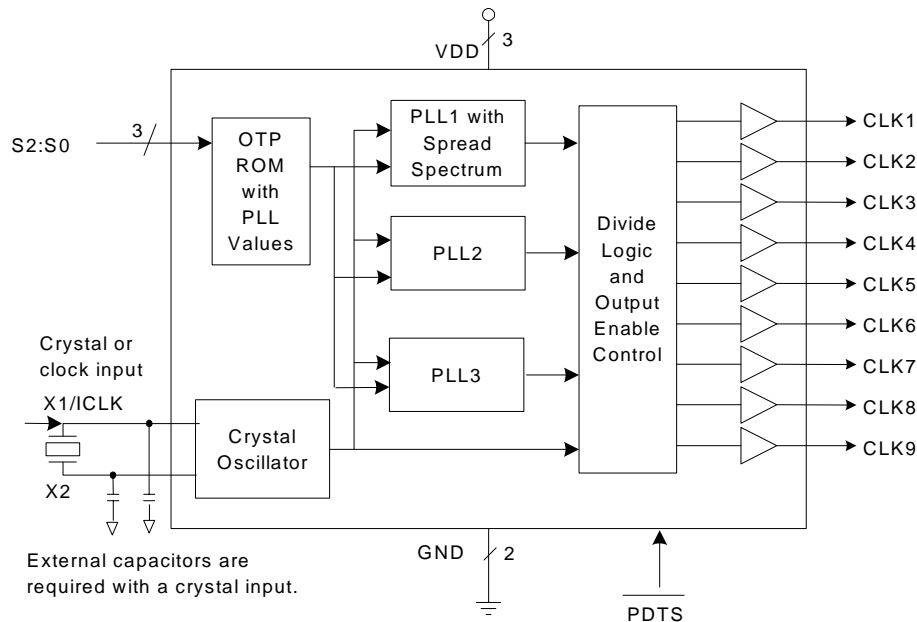 VDD
3
S2:S0
3
OTP
ROM
with
PLL
Values
PLL1 with
Spread
Spectrum
PLL2
PLL3
Divide
Logic
and
Output
Enable
Control
CLK1
CLK2
CLK3
CLK4
CLK5
CLK6
CLK7
CLK8
CLK9
Crystal or
clock input
X1/ICLK
X2
Crystal
Oscillator
External capacitors are
required with a crystal input.
GND
2
PDTS